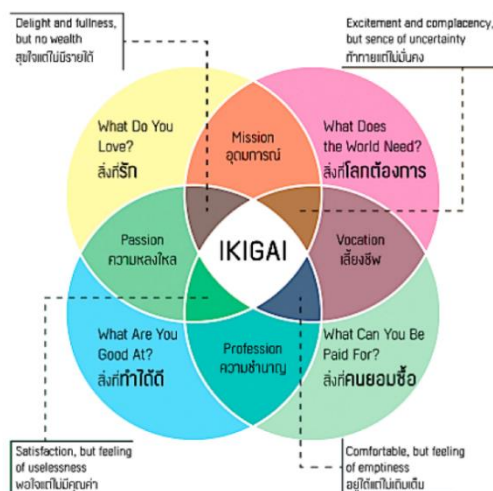 Delight and fullness,
but no wealth
สุขใจแต่ไม่มีรายได้
Excitement and complacency,
but sense of uncertainty
ท้าทายแต่ไม่มั่นคง
What Do You
Love?
สิ่งที่รัก
Mission
อุดมการณ์
What Does
the World Need?
สิ่งที่โลกต้องการ
Passion
ความหลงใหล
IKIGAI
Vocation
เลี้ยงชีพ
What Are You
Good At?
สิ่งที่ทำได้ดี
Profession
ความชำนาญ
What Can You Be
Paid For?
สิ่งที่คนยอมซื้อ
Satisfaction, but feeling
of uselessness
พอใจแต่ไม่มีคุณค่า
Comfortable, but feeling
of emptiness
อยู่ได้แต่ไม่เติมเต็ม